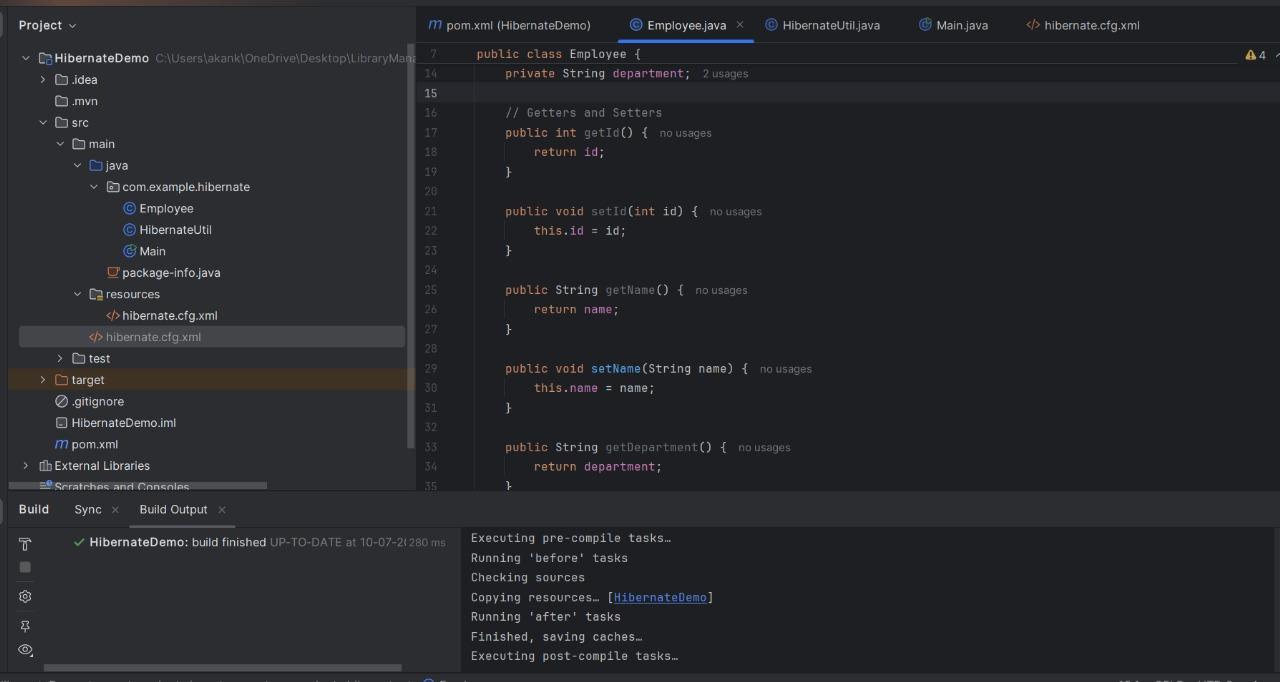 Project
HibernateDemo C:\Users\akank\OneDrive\Desktop\LibraryMana
.idea
.mvn
src
main
java
com.example.hibernate
Employee
HibernateUtil
Main
package-info.java
resources
hibernate.cfg.xml
hibernate.cfg.xml
test
target
.gitignore
HibernateDemo.iml
pom.xml
External Libraries
Scratches and Consoles
pom.xml (HibernateDemo)
Employee.java
HibernateUtil.java
Main.java
hibernate.cfg.xml
4
7 public class Employee {
14 private String department; 2 usages
15
16 // Getters and Setters
17 public int getId() { no usages
18 return id;
19 }
20
21 public void setId(int id) { no usages
22 this.id = id;
23 }
24
25 public String getName() { no usages
26 return name;
27 }
28
29 public void setName(String name) { no usages
30 this.name = name;
31 }
32
33 public String getDepartment() { no usages
34 return department;
35 }
Build
Sync
Build Output
HibernateDemo: build finished UP-TO-DATE at 10-07-2 280 ms
Executing pre-compile tasks…
Running 'before' tasks
Checking sources
Copying resources… [HibernateDemo]
Running 'after' tasks
Finished, saving caches…
Executing post-compile tasks…